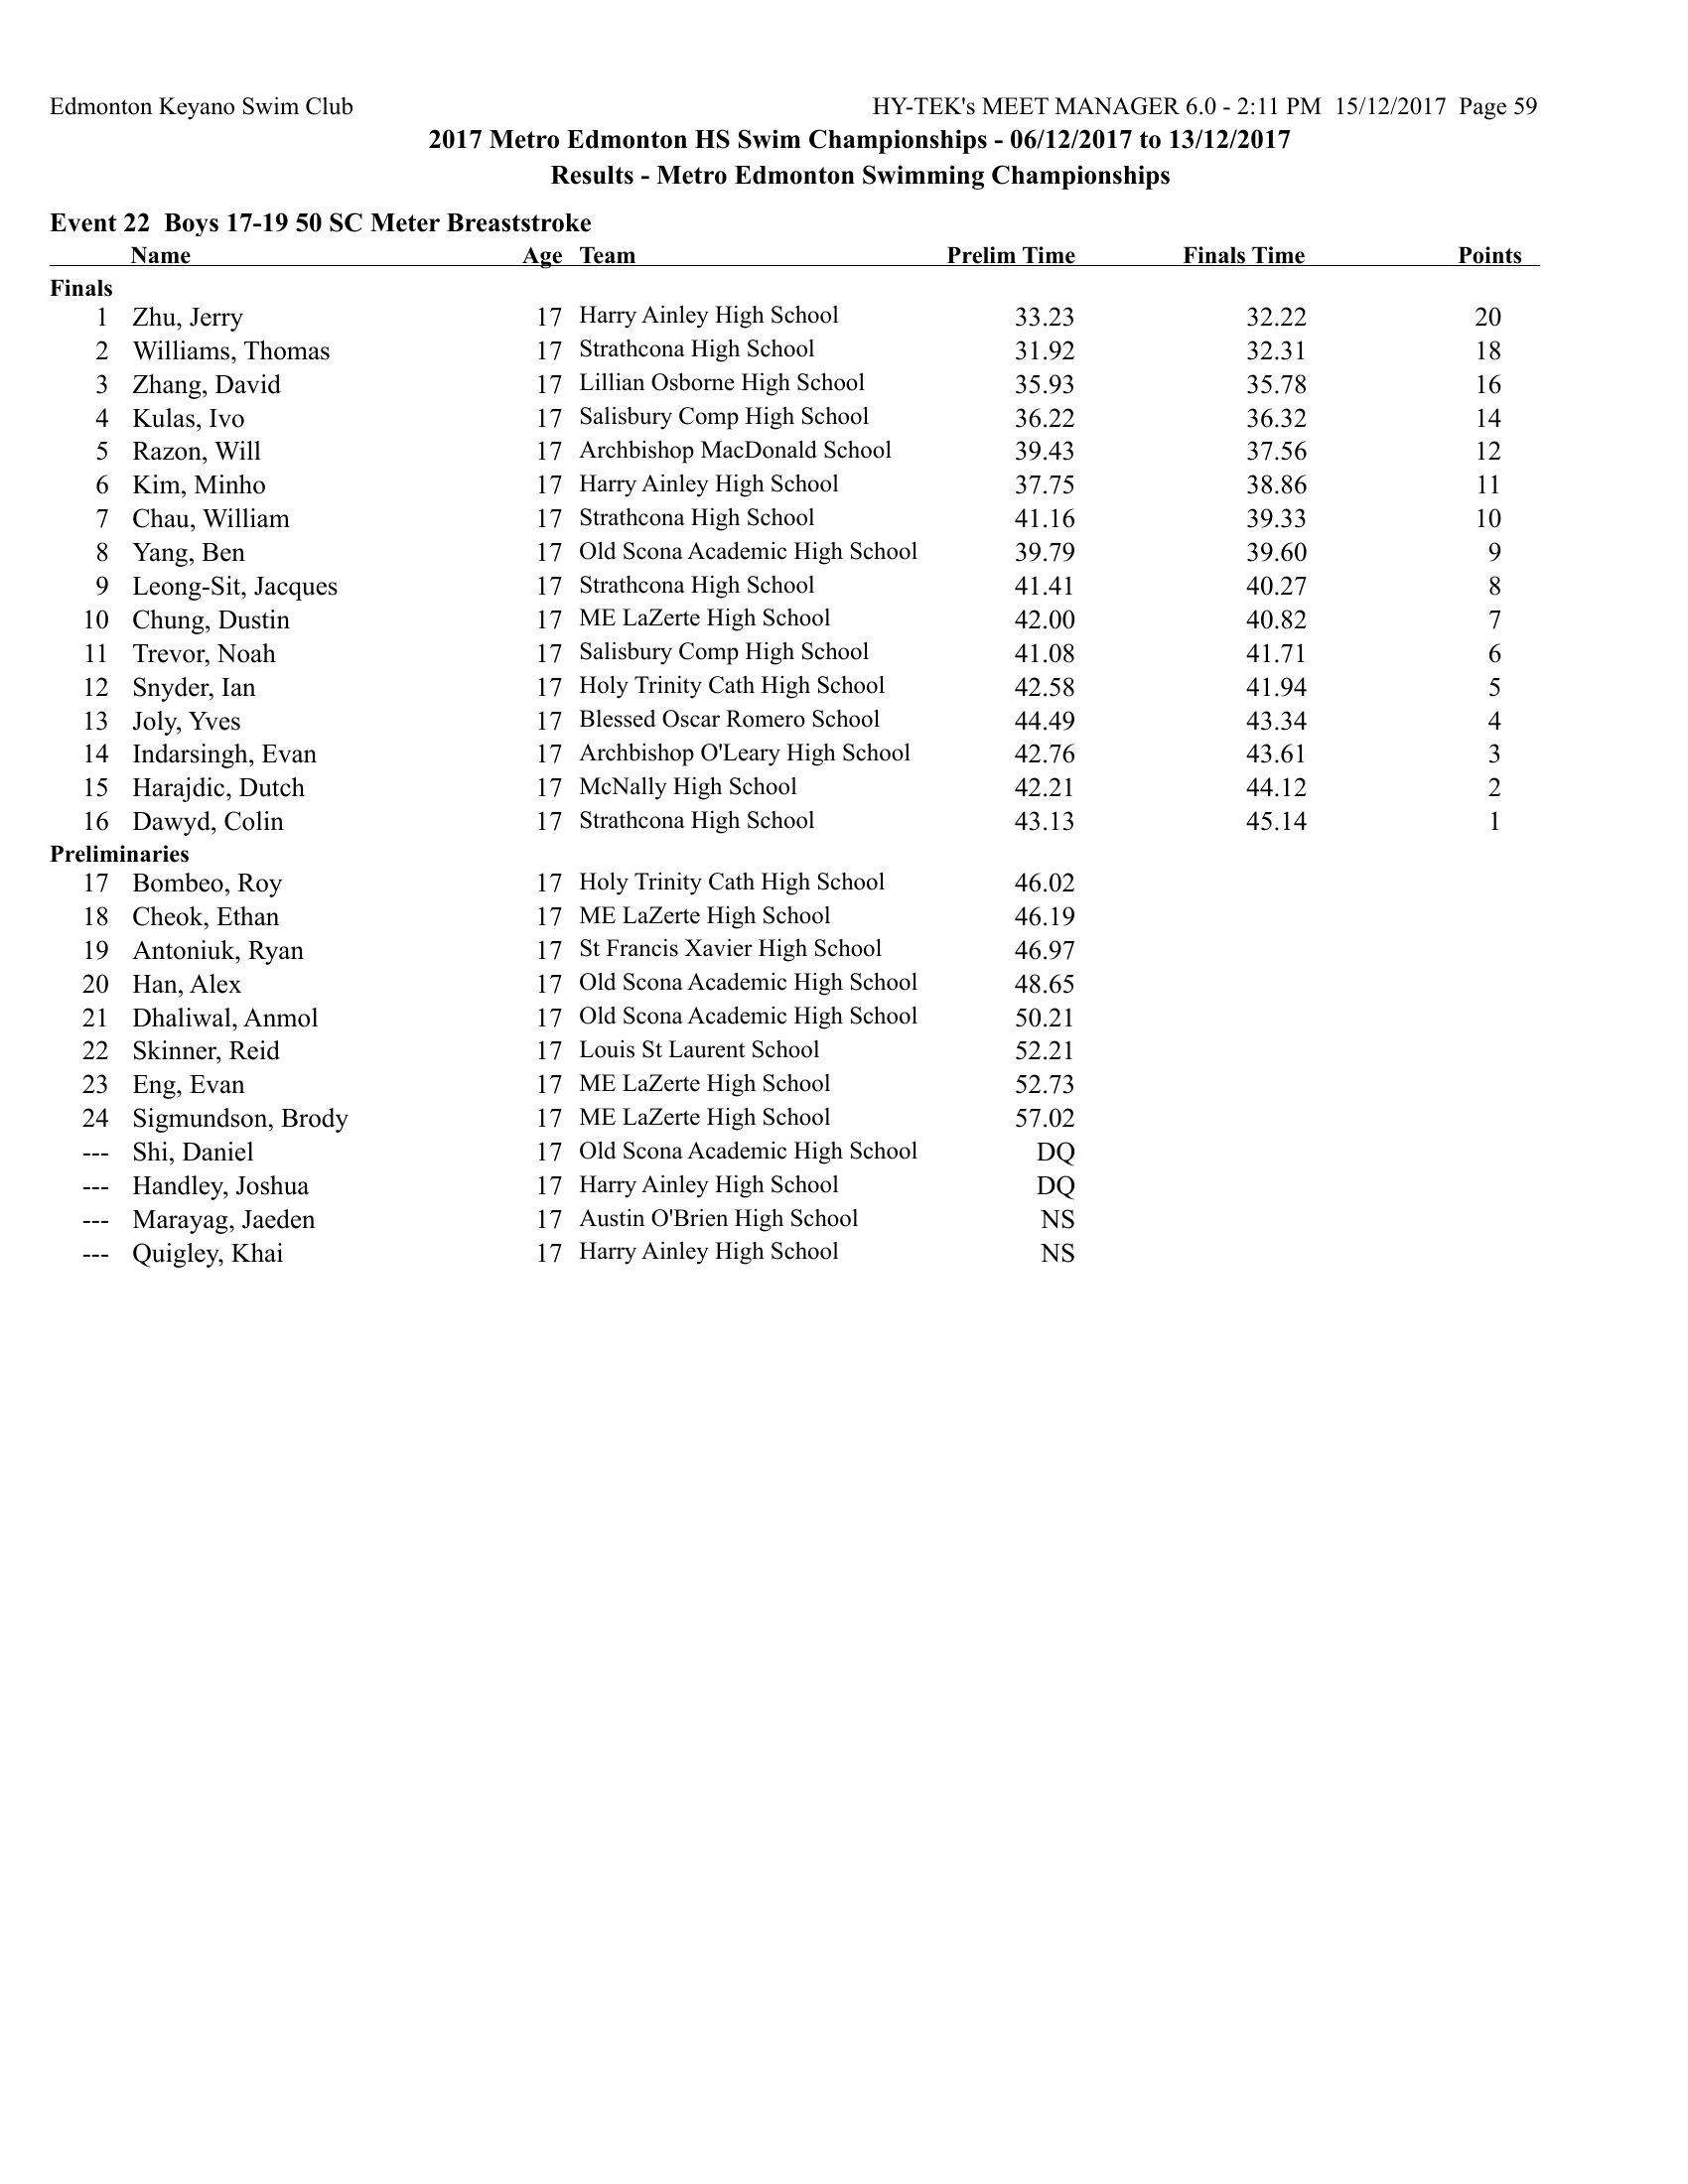 Edmonton Keyano Swim Club HY-TEK's MEET MANAGER 6.0 - 2:11 PM 15/12/2017 Page 59
2017 Metro Edmonton HS Swim Championships - 06/12/2017 to 13/12/2017
Results - Metro Edmonton Swimming Championships
Event 22 Boys 17-19 50 SC Meter Breaststroke
Name Age Team Prelim Time Finals Time Points
Finals
1 Zhu, Jerry 17 Harry Ainley High School 33.23 32.22 20
2 Williams, Thomas 17 Strathcona High School 31.92 32.31 18
3 Zhang, David 17 Lillian Osborne High School 35.93 35.78 16
4 Kulas, Ivo 17 Salisbury Comp High School 36.22 36.32 14
5 Razon, Will 17 Archbishop MacDonald School 39.43 37.56 12
6 Kim, Minho 17 Harry Ainley High School 37.75 38.86 11
7 Chau, William 17 Strathcona High School 41.16 39.33 10
8 Yang, Ben 17 Old Scona Academic High School 39.79 39.60 9
9 Leong-Sit, Jacques 17 Strathcona High School 41.41 40.27 8
10 Chung, Dustin 17 ME LaZerte High School 42.00 40.82 7
11 Trevor, Noah 17 Salisbury Comp High School 41.08 41.71 6
12 Snyder, Ian 17 Holy Trinity Cath High School 42.58 41.94 5
13 Joly, Yves 17 Blessed Oscar Romero School 44.49 43.34 4
14 Indarsingh, Evan 17 Archbishop O'Leary High School 42.76 43.61 3
15 Harajdic, Dutch 17 McNally High School 42.21 44.12 2
16 Dawyd, Colin 17 Strathcona High School 43.13 45.14 1
Preliminaries
17 Bombeo, Roy 17 Holy Trinity Cath High School 46.02
18 Cheok, Ethan 17 ME LaZerte High School 46.19
19 Antoniuk, Ryan 17 St Francis Xavier High School 46.97
20 Han, Alex 17 Old Scona Academic High School 48.65
21 Dhaliwal, Anmol 17 Old Scona Academic High School 50.21
22 Skinner, Reid 17 Louis St Laurent School 52.21
23 Eng, Evan 17 ME LaZerte High School 52.73
24 Sigmundson, Brody 17 ME LaZerte High School 57.02
--- Shi, Daniel 17 Old Scona Academic High School DQ
--- Handley, Joshua 17 Harry Ainley High School DQ
--- Marayag, Jaeden 17 Austin O'Brien High School NS
--- Quigley, Khai 17 Harry Ainley High School NS